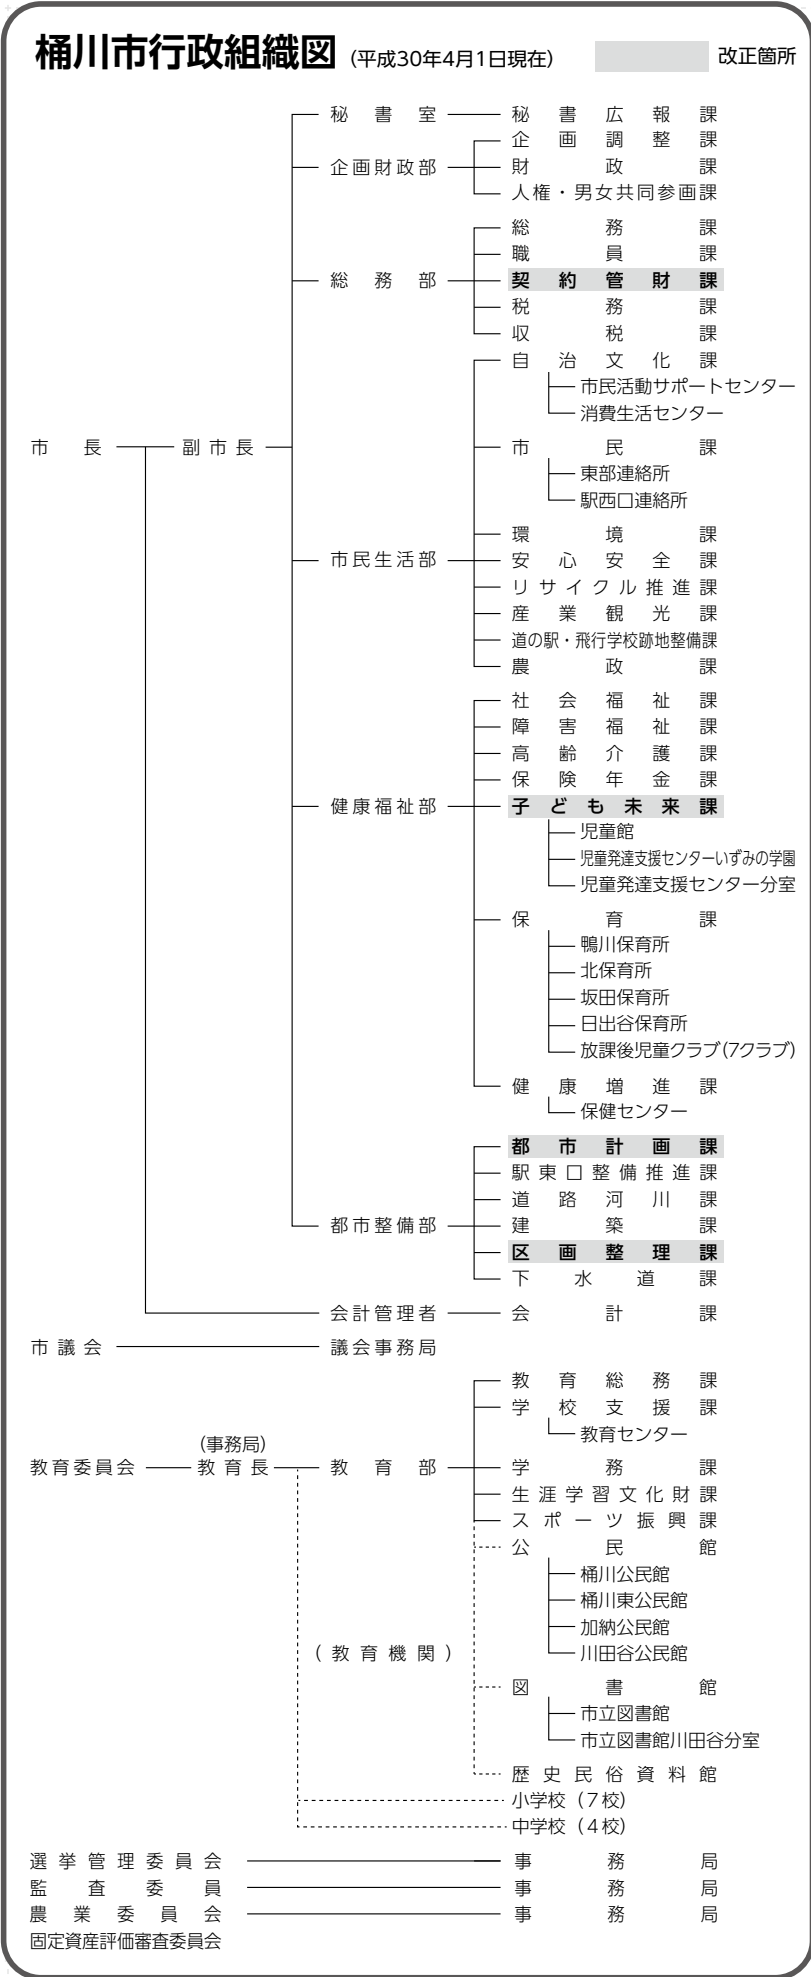 桶川市行政組織図 (平成30年4月1日現在) 改正箇所
秘書室 秘書広報課
企画調整課
企画財政部 財政課
人権・男女共同参画課
総務課
職員課
総務部 契約管財課
税務課
収税課
自治文化課
市民活動サポートセンター
消費生活センター
市長 副市長 市民課
東部連絡所
駅西口連絡所
環境課
市民生活部 安心安全課
リサイクル推進課
産業観光課
道の駅・飛行学校跡地整備課
農政課
社会福祉課
障害福祉課
高齢介護課
保険年金課
健康福祉部 子ども未来課
児童館
児童発達支援センターいずみの学園
児童発達支援センター分室
保育課
鴨川保育所
北保育所
坂田保育所
日出谷保育所
放課後児童クラブ(7クラブ)
健康増進課
保健センター
都市計画課
駅東口整備推進課
道路河川課
都市整備部 建築課
区画整理課
下水道課
会計管理者 会計課
市議会 議会事務局
教育総務課
学校支援課
教育センター
(事務局)
教育委員会 教育長 教育部 学務課
生涯学習文化財課
スポーツ振興課
公民館
桶川公民館
桶川東公民館
加納公民館
(教育機関) 川田谷公民館
図書館
市立図書館
市立図書館川田谷分室
歴史民俗資料館
小学校(7校)
中学校(4校)
選挙管理委員会 事務局
監査委員 事務局
農業委員会 事務局
固定資産評価審査委員会